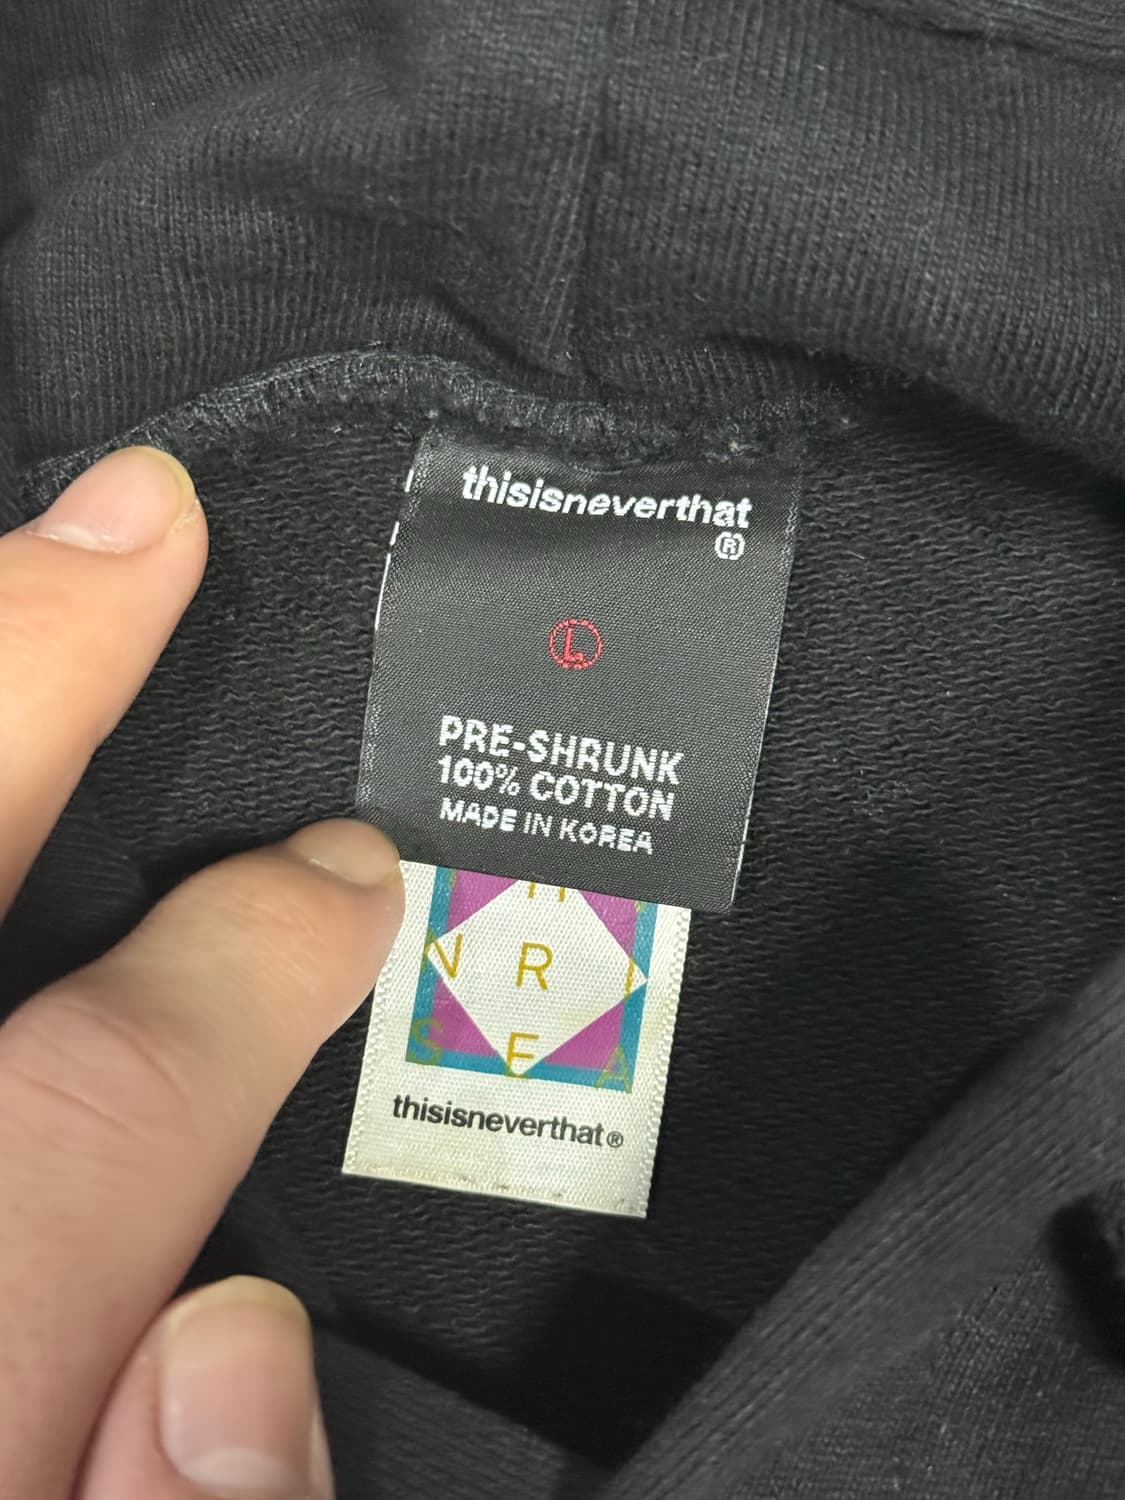 thisisneverthat
®
L
PRE-SHRUNK
100% COTTON
MADE IN KOREA
N R I
S E A
thisisneverthat®